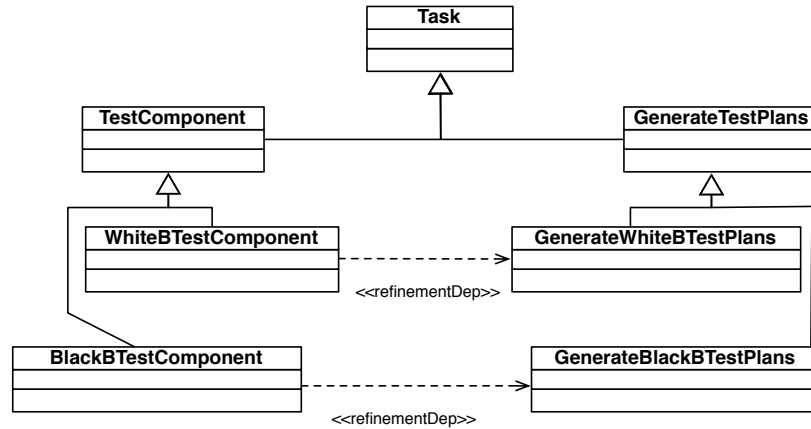 Task
TestComponent
GenerateTestPlans
WhiteBTestComponent
GenerateWhiteBTestPlans
<<refinementDep>>
BlackBTestComponent
GenerateBlackBTestPlans
<<refinementDep>>